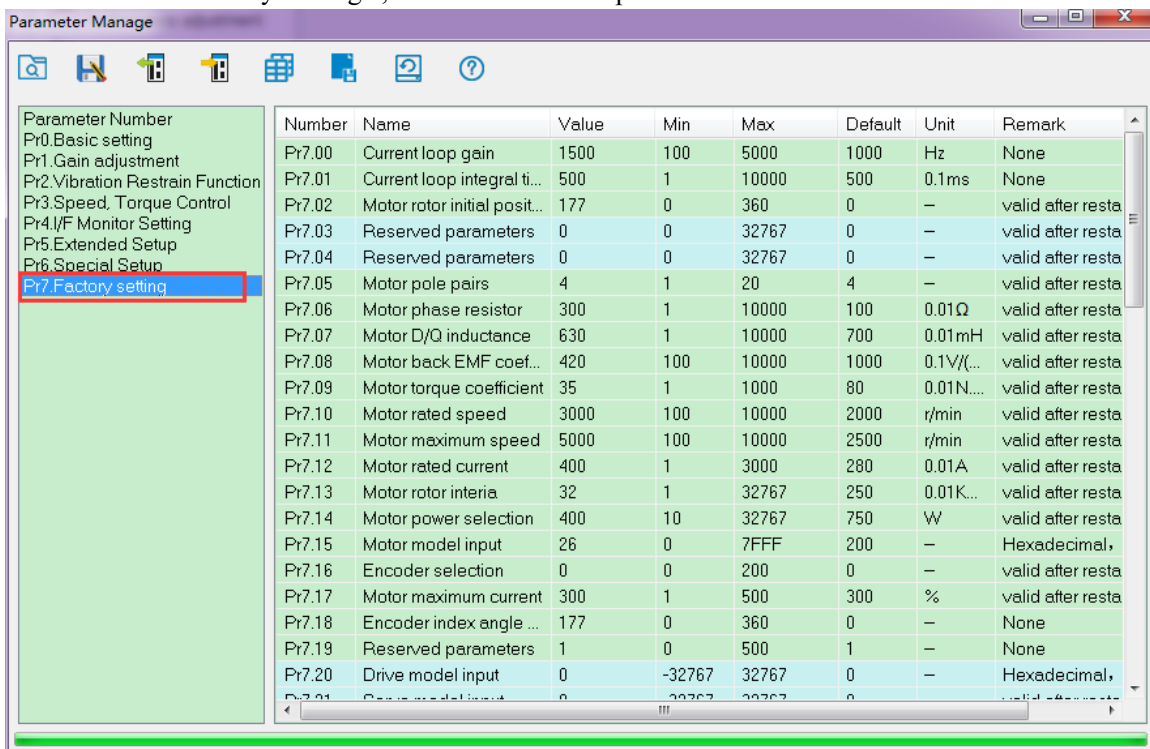 Parameter Manage
Parameter Number
Pr0.Basic setting
Pr1.Gain adjustment
Pr2.Vibration Restrain Function
Pr3.Speed, Torque Control
Pr4.I/F Monitor Setting
Pr5.Extended Setup
Pr6.Special Setup
Pr7.Factory setting
Number Name Value Min Max Default Unit Remark
Pr7.00 Current loop gain 1500 100 5000 1000 Hz None
Pr7.01 Current loop integral ti... 500 1 10000 500 0.1ms None
Pr7.02 Motor rotor initial posit... 177 0 360 0 – valid after resta
Pr7.03 Reserved parameters 0 0 32767 0 – valid after resta
Pr7.04 Reserved parameters 0 0 32767 0 – valid after resta
Pr7.05 Motor pole pairs 4 1 20 4 – valid after resta
Pr7.06 Motor phase resistor 300 1 10000 100 0.01Ω valid after resta
Pr7.07 Motor D/Q inductance 630 1 10000 700 0.01mH valid after resta
Pr7.08 Motor back EMF coef... 420 100 10000 1000 0.1V/(... valid after resta
Pr7.09 Motor torque coefficient 35 1 1000 80 0.01N.... valid after resta
Pr7.10 Motor rated speed 3000 100 10000 2000 r/min valid after resta
Pr7.11 Motor maximum speed 5000 100 10000 2500 r/min valid after resta
Pr7.12 Motor rated current 400 1 3000 280 0.01A valid after resta
Pr7.13 Motor rotor interia 32 1 32767 250 0.01K... valid after resta
Pr7.14 Motor power selection 400 10 32767 750 W valid after resta
Pr7.15 Motor model input 26 0 7FFF 200 – Hexadecimal,
Pr7.16 Encoder selection 0 0 200 0 – valid after resta
Pr7.17 Motor maximum current 300 1 500 300 % valid after resta
Pr7.18 Encoder index angle ... 177 0 360 0 – None
Pr7.19 Reserved parameters 1 0 500 1 – None
Pr7.20 Drive model input 0 -32767 32767 0 – Hexadecimal,